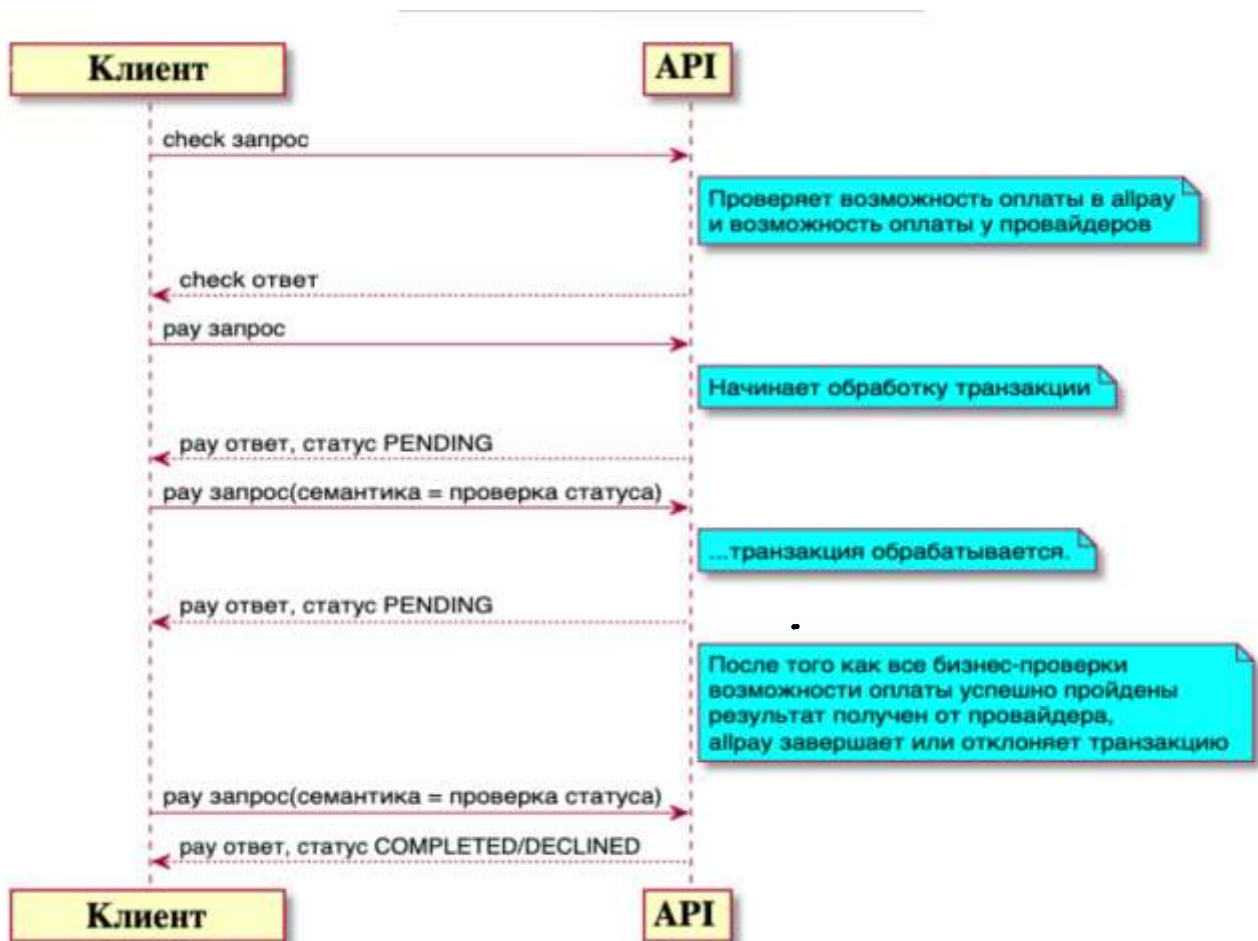 Клиент
API
check запрос
Проверяет возможность оплаты в allpay
и возможность оплаты у провайдеров
check ответ
pay запрос
Начинает обработку транзакции
pay ответ, статус PENDING
pay запрос(семантика = проверка статуса)
...транзакция обрабатывается.
pay ответ, статус PENDING
После того как все бизнес-проверки
возможности оплаты успешно пройдены
результат получен от провайдера,
allpay завершает или отклоняет транзакцию
pay запрос(семантика = проверка статуса)
pay ответ, статус COMPLETED/DECLINED
Клиент
API